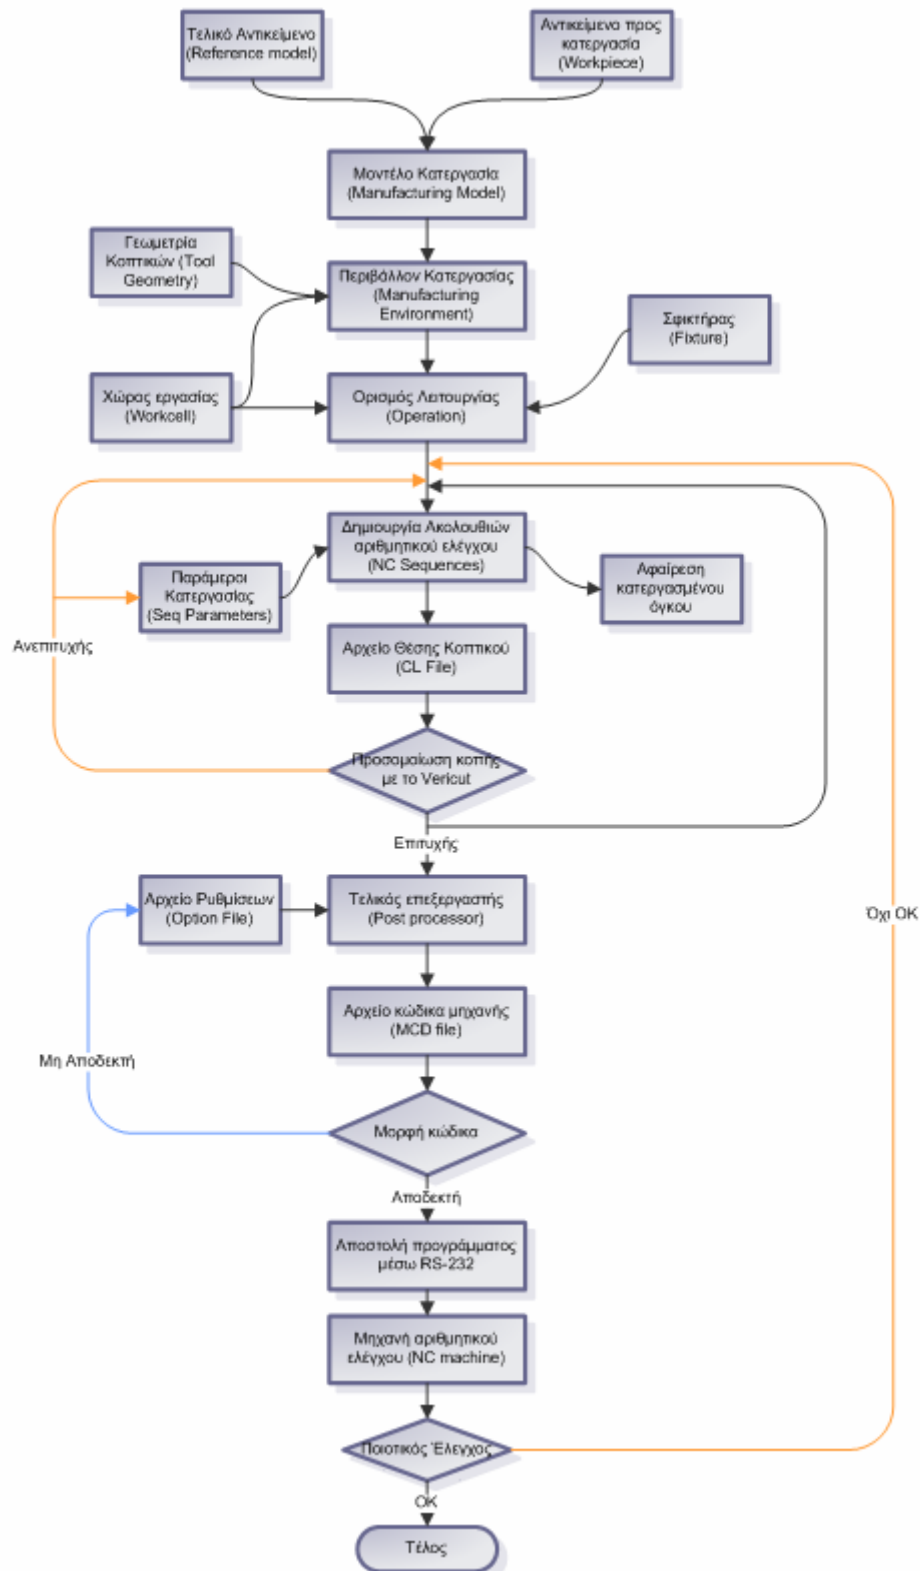 Τελικό Αντικείμενο
(Reference model)
Αντικείμενο προς
κατεργασία
(Workpiece)
Μοντέλο Κατεργασία
(Manufacturing Model)
Γεωμετρία
Κοπτικών (Tool
Geometry)
Περιβάλλον Κατεργασίας
(Manufacturing
Environment)
Σφικτήρας
(Fixture)
Χώρας εργασίας
(Workcell)
Ορισμός Λειτουργίας
(Operation)
Δημιουργία Ακολουθιών
αριθμητικού ελέγχου
(NC Sequences)
Αφαίρεση
κατεργασμένου
όγκου
Παράμεροι
Κατεργασίας
(Seq Parameters)
Ανεπιτυχής
Αρχείο Θέσης Κοπτικού
(CL File)
Προσομοίωση κοπής
με το Vericut
Επιτυχής
Αρχείο Ρυθμίσεων
(Option File)
Τελικός επεξεργαστής
(Post processor)
Όχι ΟΚ
Αρχείο κώδικα μηχανής
(MCD file)
Μη Αποδεκτή
Μορφή κώδικα
Αποδεκτή
Αποστολή προγράμματος
μέσω RS-232
Μηχανή αριθμητικού
ελέγχου (NC machine)
Ποιοτικός Έλεγχος
ΟΚ
Τέλος